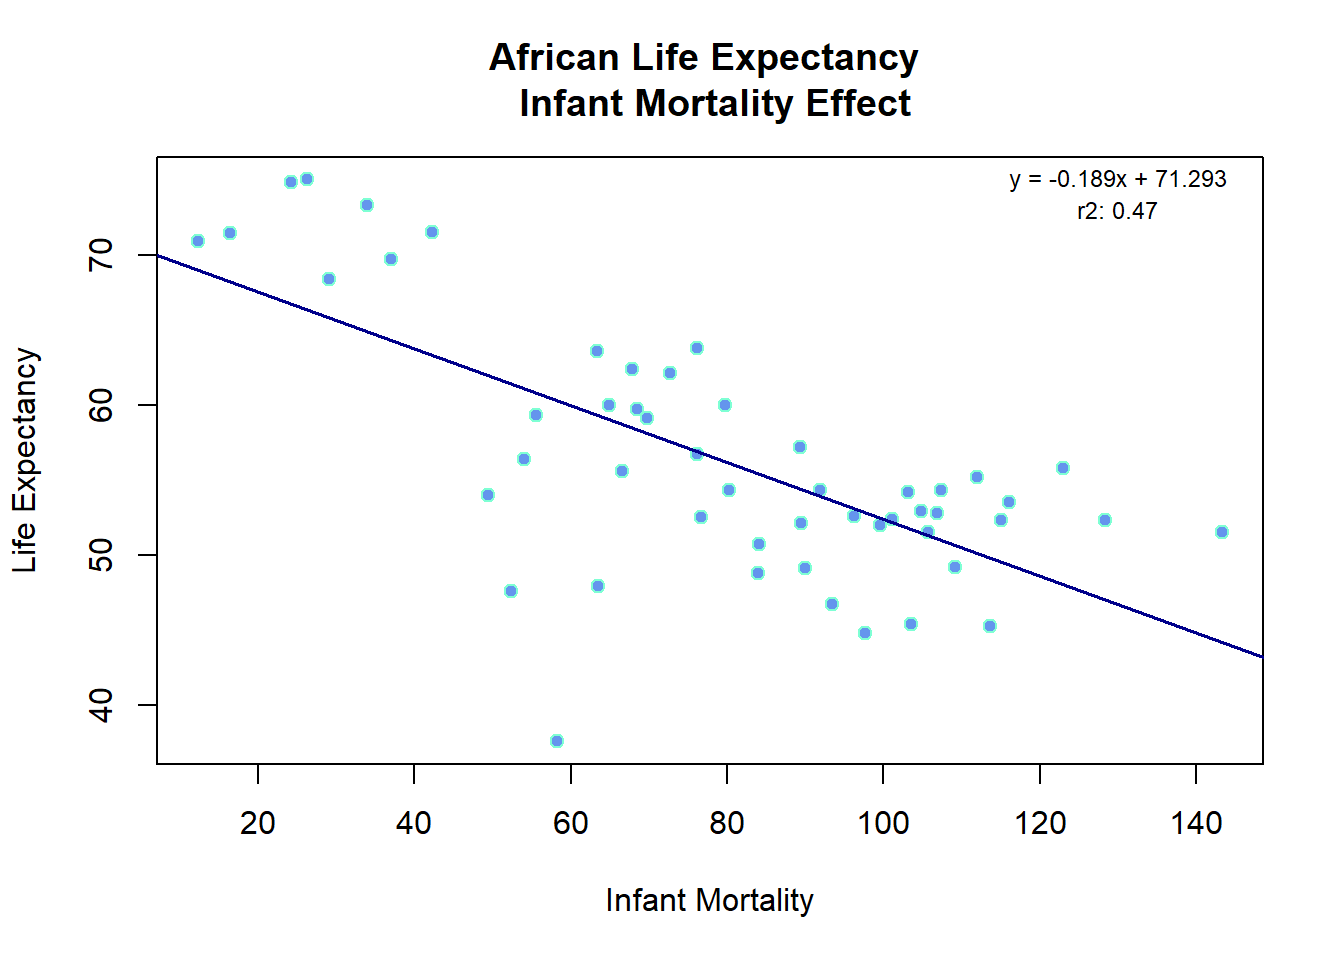 African Life Expectancy
Infant Mortality Effect
y = -0.189x + 71.293
r2: 0.47
Life Expectancy
70
60
50
40
20 40 60 80 100 120 140
Infant Mortality